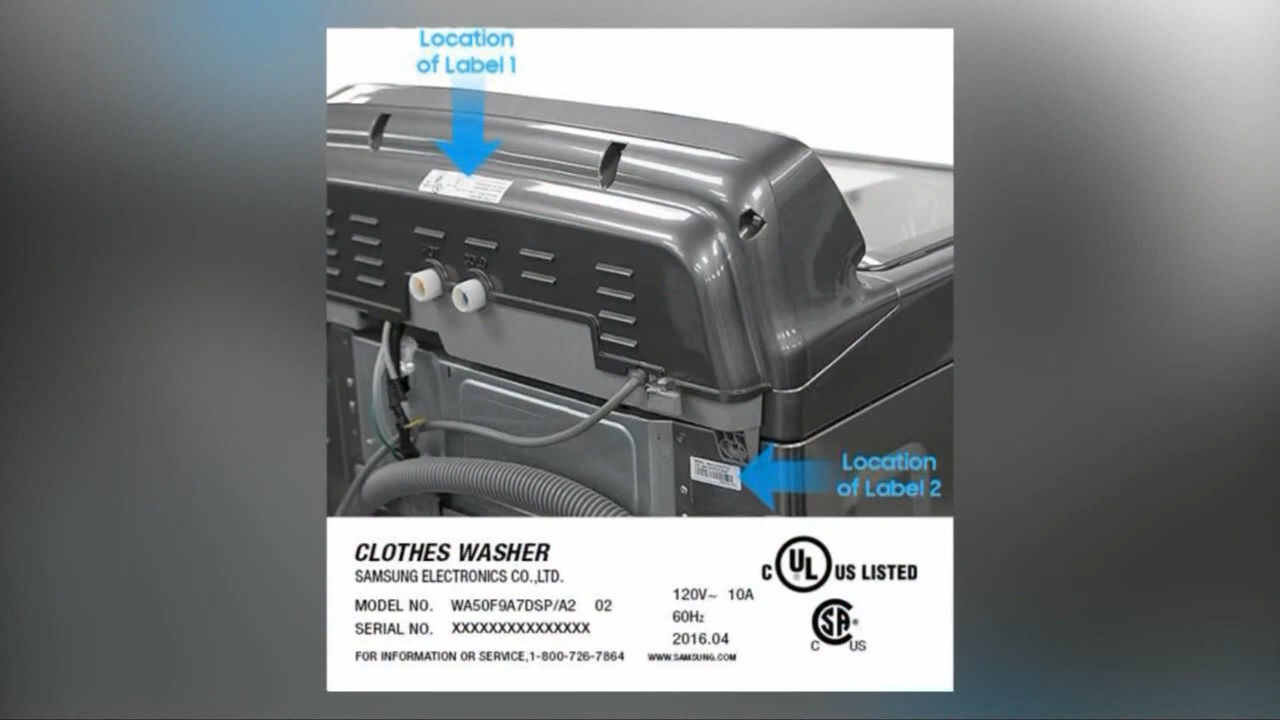 Location
of Label 1
Location
of Label 2
CLOTHES WASHER
SAMSUNG ELECTRONICS CO.,LTD.
MODEL NO. WA50F9A7DSP/A2 02
SERIAL NO. XXXXXXXXXXXXXXX
FOR INFORMATION OR SERVICE,1-800-726-7864
120V~ 10A
60Hz
2016.04
WWW.SAMSUNG.COM
C UL® US LISTED
SA®
C US